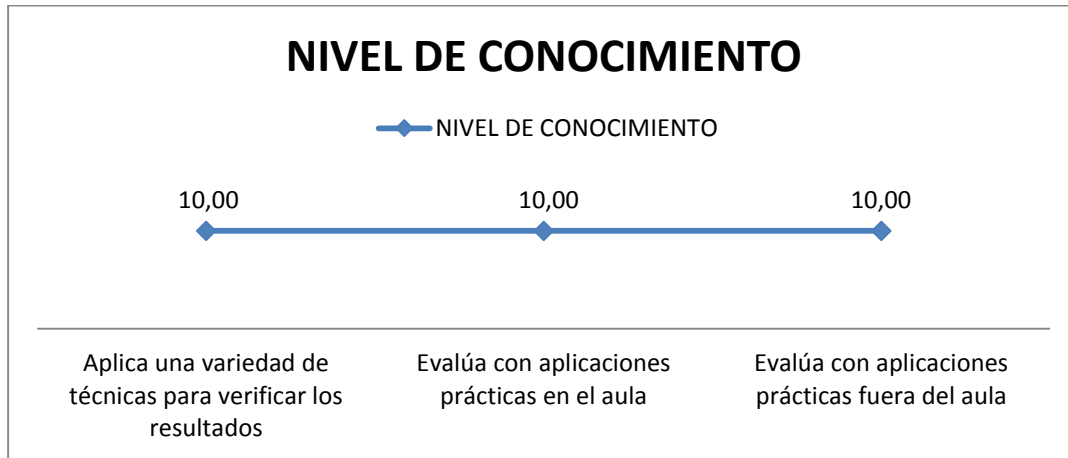 NIVEL DE CONOCIMIENTO
NIVEL DE CONOCIMIENTO
10,00 10,00 10,00
Aplica una variedad de
técnicas para verificar los
resultados
Evalúa con aplicaciones
prácticas en el aula
Evalúa con aplicaciones
prácticas fuera del aula